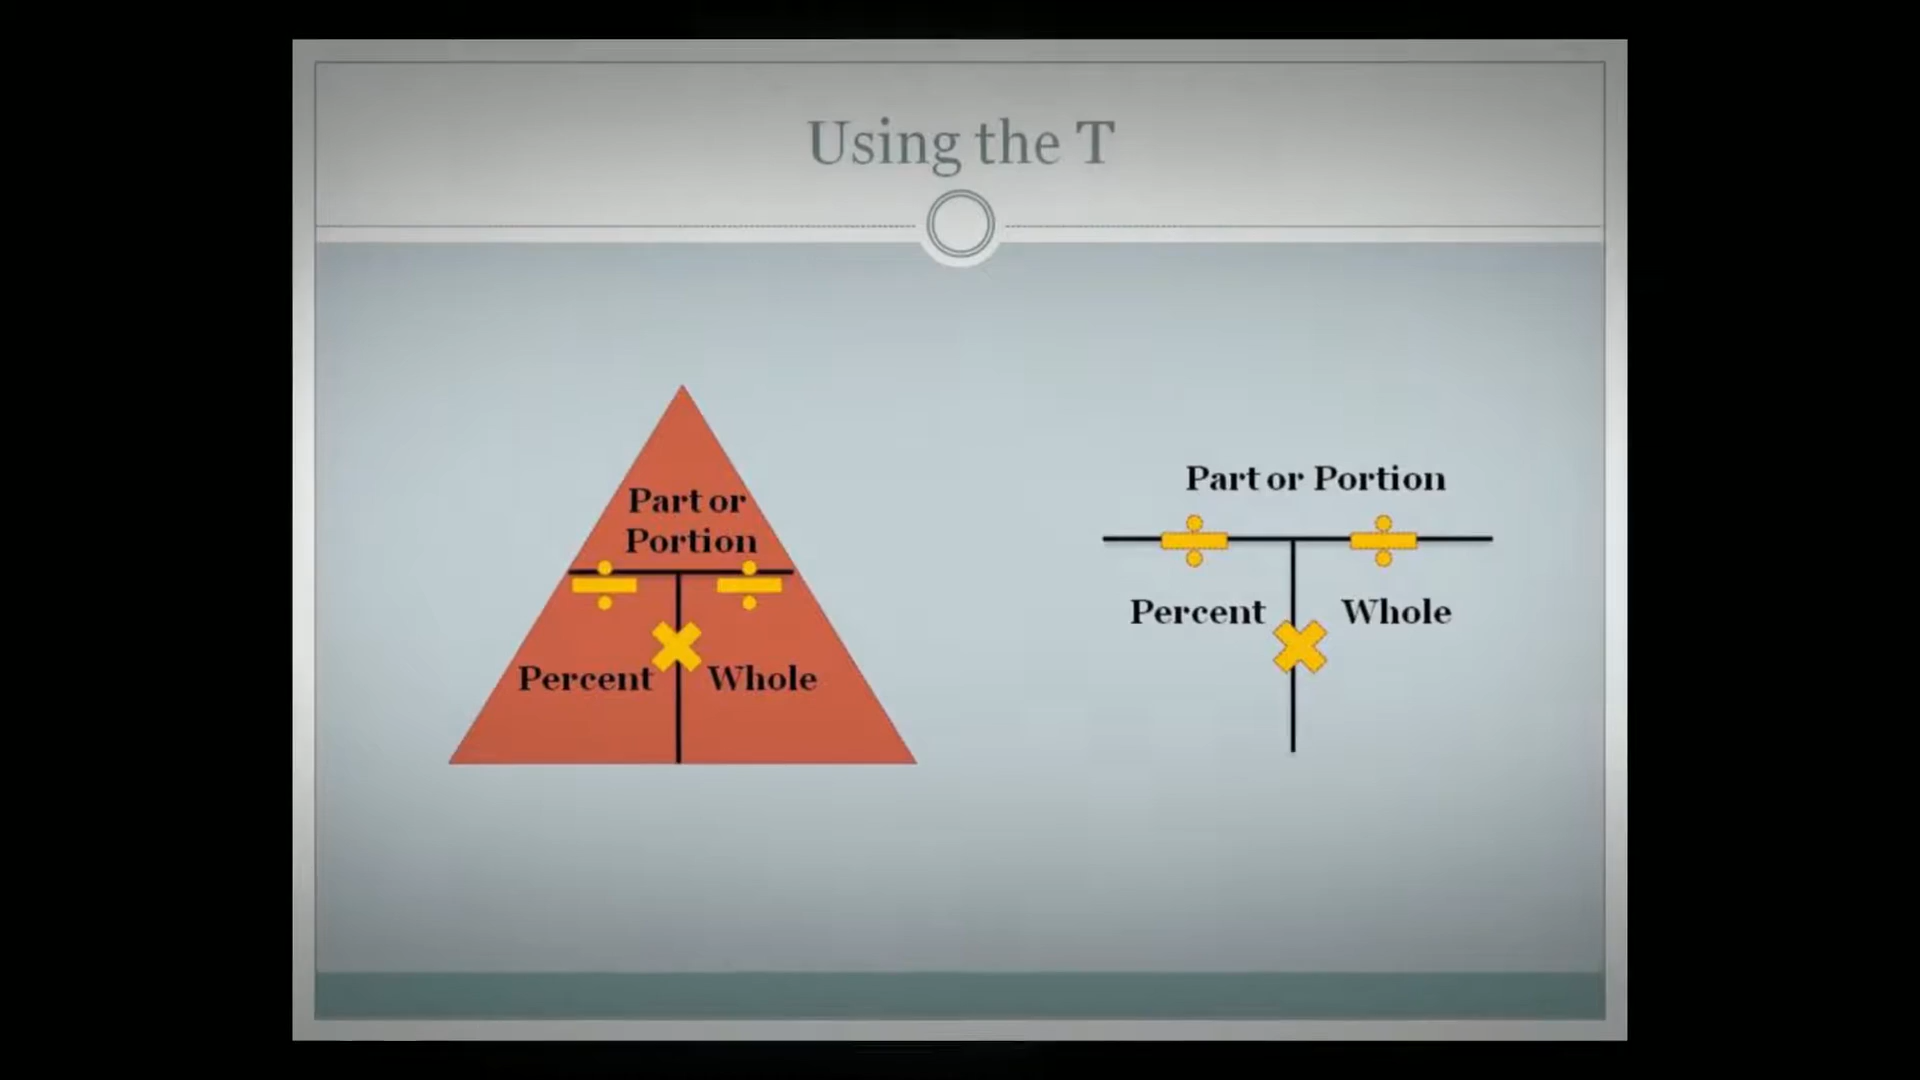 Using the T
Part or
Portion
Percent
Whole
Part or Portion
Percent
Whole